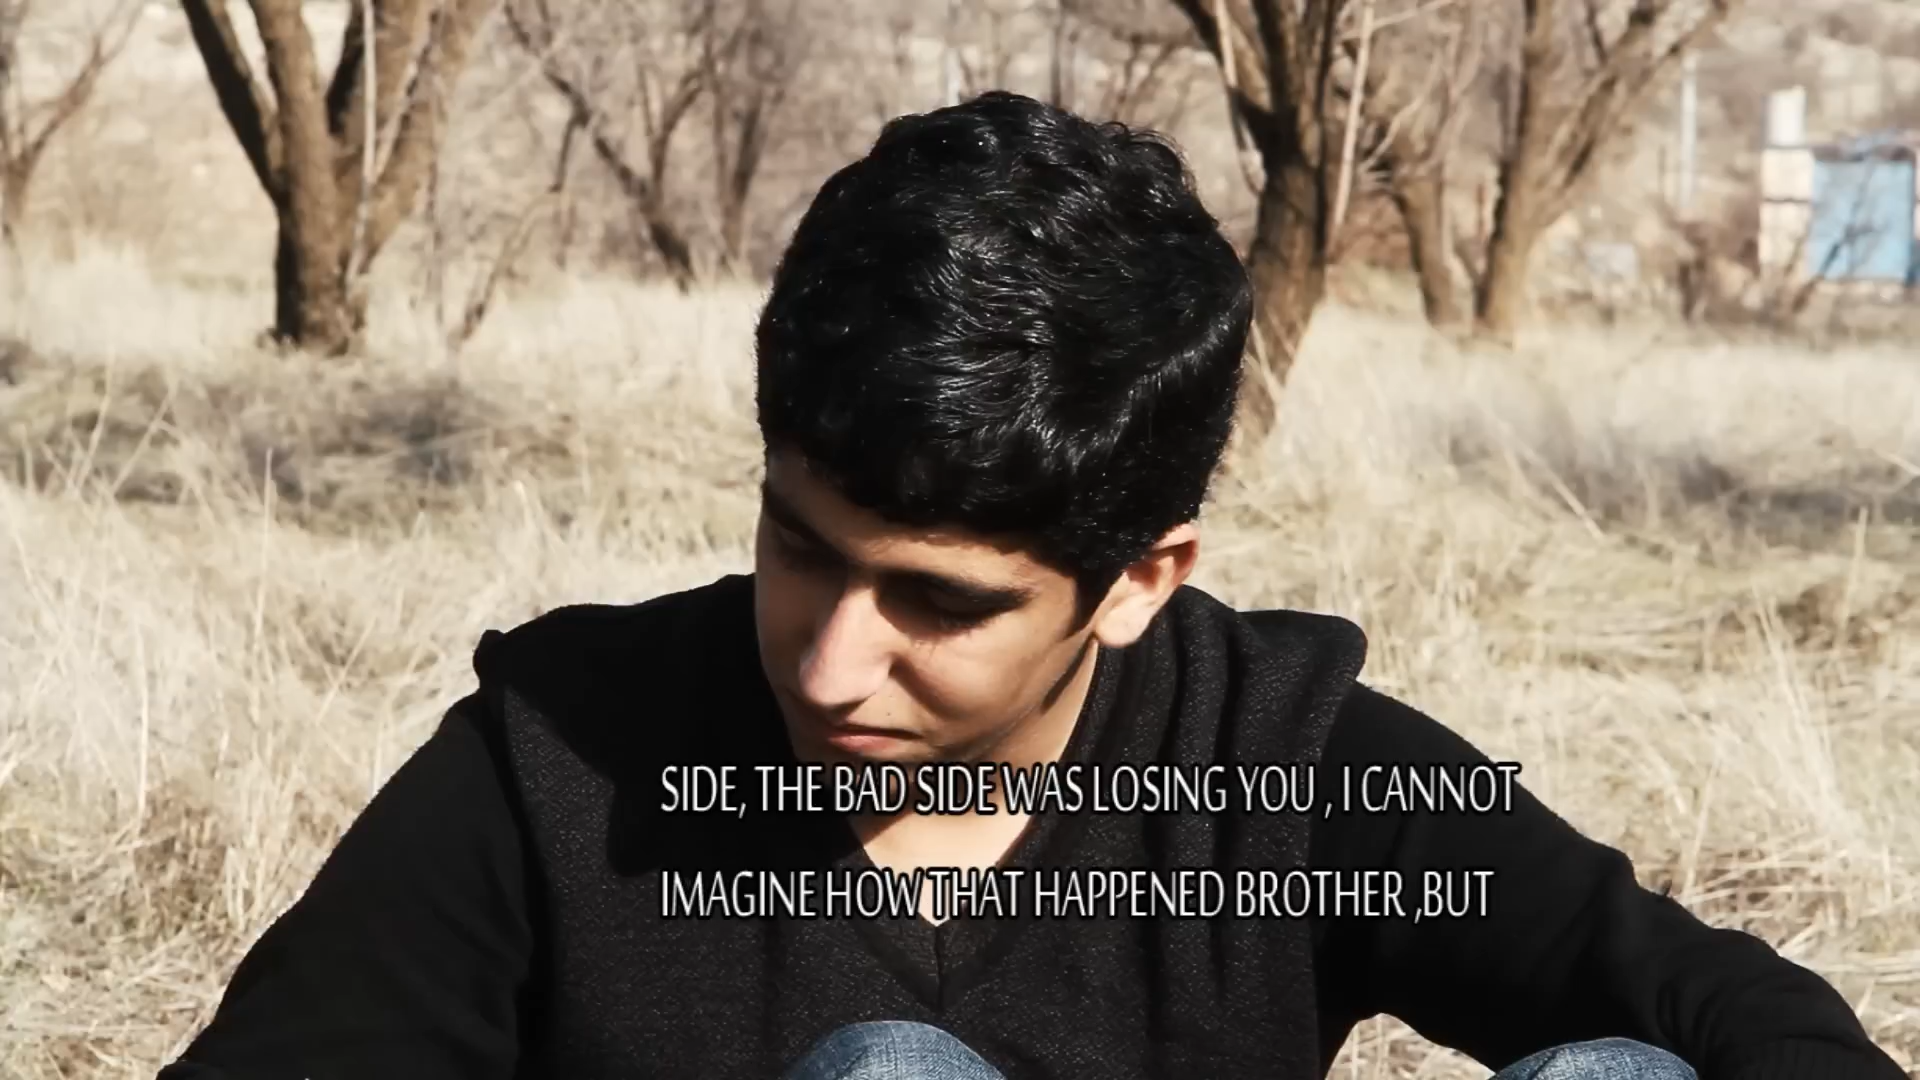 SIDE, THE BAD SIDE WAS LOSING YOU , I CANNOT
IMAGINE HOW THAT HAPPENED BROTHER ,BUT